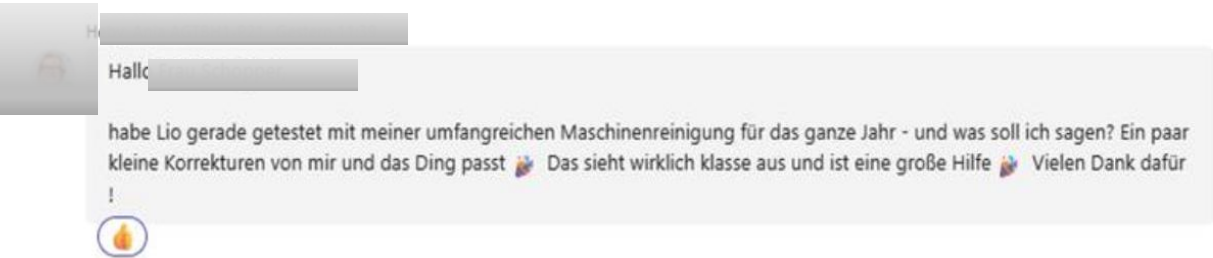 Hallo
habe Lio gerade getestet mit meiner umfangreichen Maschinenreinigung für das ganze Jahr - und was soll ich sagen? Ein paar
kleine Korrekturen von mir und das Ding passt 🎉 Das sieht wirklich klasse aus und ist eine große Hilfe 🎉 Vielen Dank dafür
!